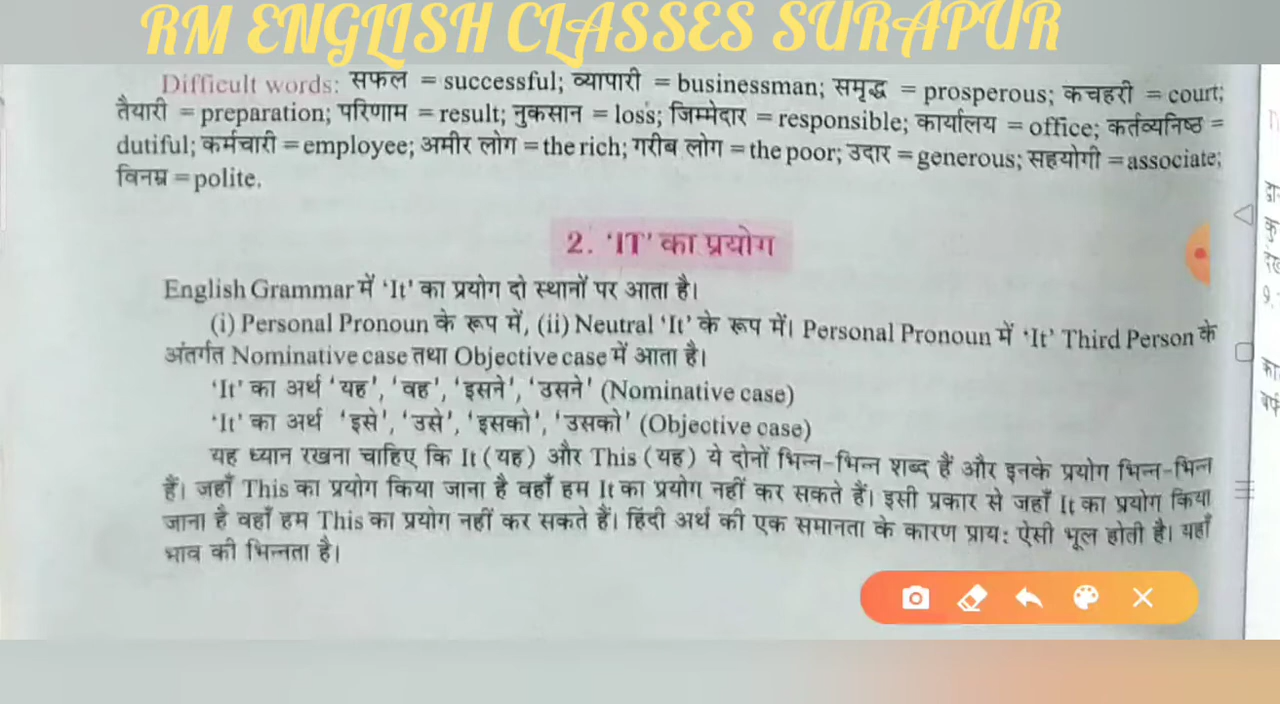 RM ENGLISH CLASSES SURAPUR
Difficult words: सफल = successful; व्यापारी = businessman; समृद्ध = prosperous; कचहरी = court;
तैयारी = preparation; परिणाम = result; नुकसान = loss; जिम्मेदार = responsible; कार्यालय = office; कर्तव्यनिष्ठ =
dutiful; कर्मचारी = employee; अमीर लोग = the rich; गरीब लोग = the poor; उदार = generous; सहयोगी = associate;
विनम्र = polite.
2. 'IT' का प्रयोग
English Grammar में 'It' का प्रयोग दो स्थानों पर आता है।
(i) Personal Pronoun के रूप में, (ii) Neutral 'It' के रूप में। Personal Pronoun में 'It' Third Person के
अंतर्गत Nominative case तथा Objective case में आता है।
'It' का अर्थ 'यह', 'वह', 'इसने', 'उसने' (Nominative case)
'It' का अर्थ 'इसे', 'उसे', 'इसको', 'उसको' (Objective case)
यह ध्यान रखना चाहिए कि It (यह) और This (यह) ये दोनों भिन्न-भिन्न शब्द हैं और इनके प्रयोग भिन्न-भिन्न
हैं। जहाँ This का प्रयोग किया जाना है वहाँ हम It का प्रयोग नहीं कर सकते हैं। इसी प्रकार से जहाँ It का प्रयोग किया
जाना है वहाँ हम This का प्रयोग नहीं कर सकते हैं। हिंदी अर्थ की एक समानता के कारण प्राय: ऐसी भूल होती है। यहाँ
भाव की भिन्नता है।